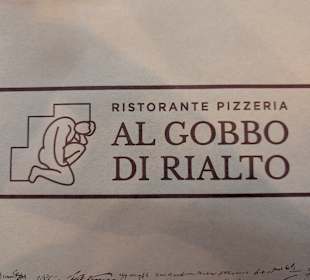 RISTORANTE PIZZERIA
AL GOBBO
DI RIALTO